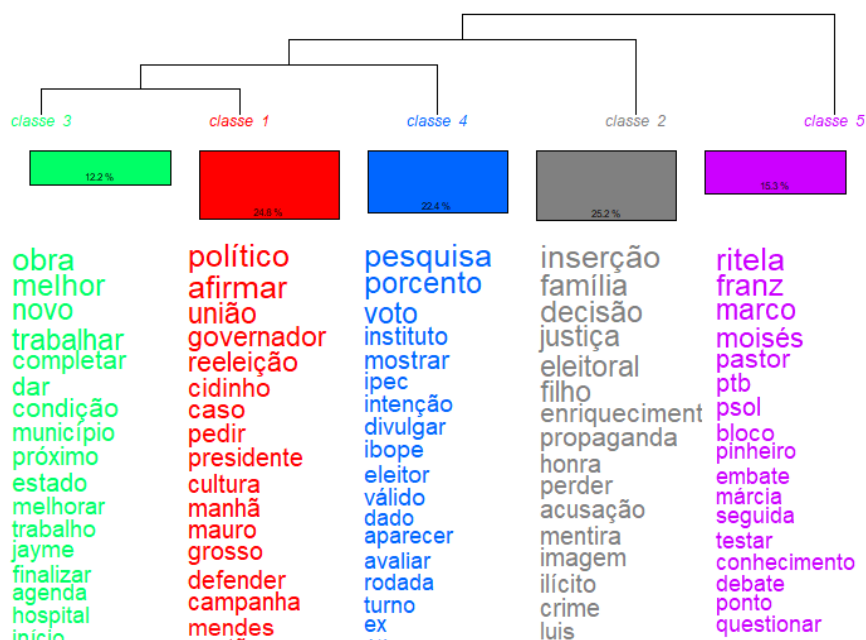 classe 3
classe 1
classe 4
classe 2
classe 5
12.2 %
24.8 %
22.4 %
25.2 %
15.3 %
obra
melhor
novo
trabalhar
completar
dar
condição
município
próximo
estado
melhorar
trabalho
jayme
finalizar
agenda
hospital
início
político
afirmar
união
governador
reeleição
cidinho
caso
pedir
presidente
cultura
manhã
mauro
grosso
defender
campanha
mendes
pesquisa
porcento
voto
instituto
mostrar
ipec
intenção
divulgar
ibope
eleitor
válido
dado
aparecer
avaliar
rodada
turno
ex
inserção
família
decisão
justiça
eleitoral
filho
enriqueciment
propaganda
honra
perder
acusação
mentira
imagem
ilícito
crime
luis
ritela
franz
marco
moisés
pastor
ptb
psol
bloco
pinheiro
embate
márcia
seguida
testar
conhecimento
debate
ponto
questionar